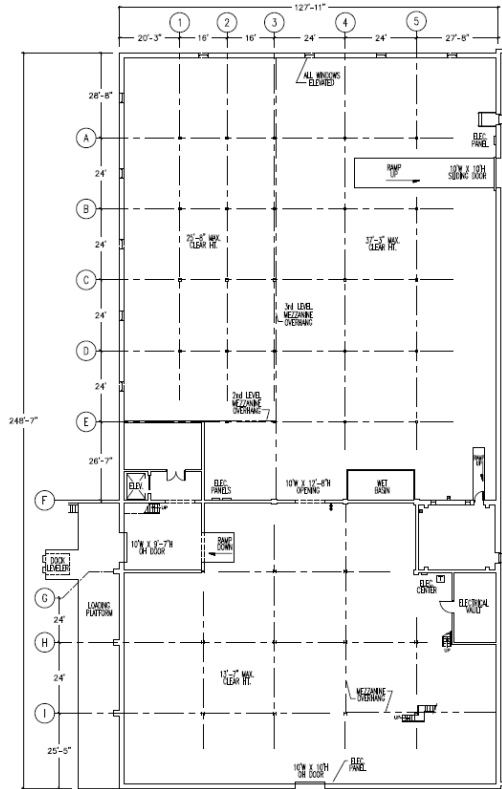 127'-11"
1
2
3
4
5
20'-3"
16'
16'
24'
24'
27'-8"
ALL WINDOWS
ELEVATED
28'-8"
ELEC.
PANEL
A
RAMP
UP
10'W X 10'H
SLIDING DOOR
24'
B
25'-8" MAX.
CLEAR HT.
37'-3" MAX.
CLEAR HT.
24'
C
3rd LEVEL
MEZZANINE
OVERHANG
24'
D
24'
2nd LEVEL
MEZZANINE
OVERHANG
248'-7"
E
26'-7"
RAMP
UP
ELEV.
ELEC.
PANELS
10'W X 12'-8"H
OPENING
WET
BASIN
F
UP
10'W X 9'-7"H
OH DOOR
RAMP
DOWN
DOCK
LEVELER
ELEC.
CENTER
T
G
LOADING
PLATFORM
ELECTRICAL
VAULT
24'
H
UP
13'-7" MAX.
CLEAR HT.
24'
MEZZANINE
OVERHANG
I
UP
25'-5"
10'W X 10'H
OH DOOR
ELEC.
PANEL